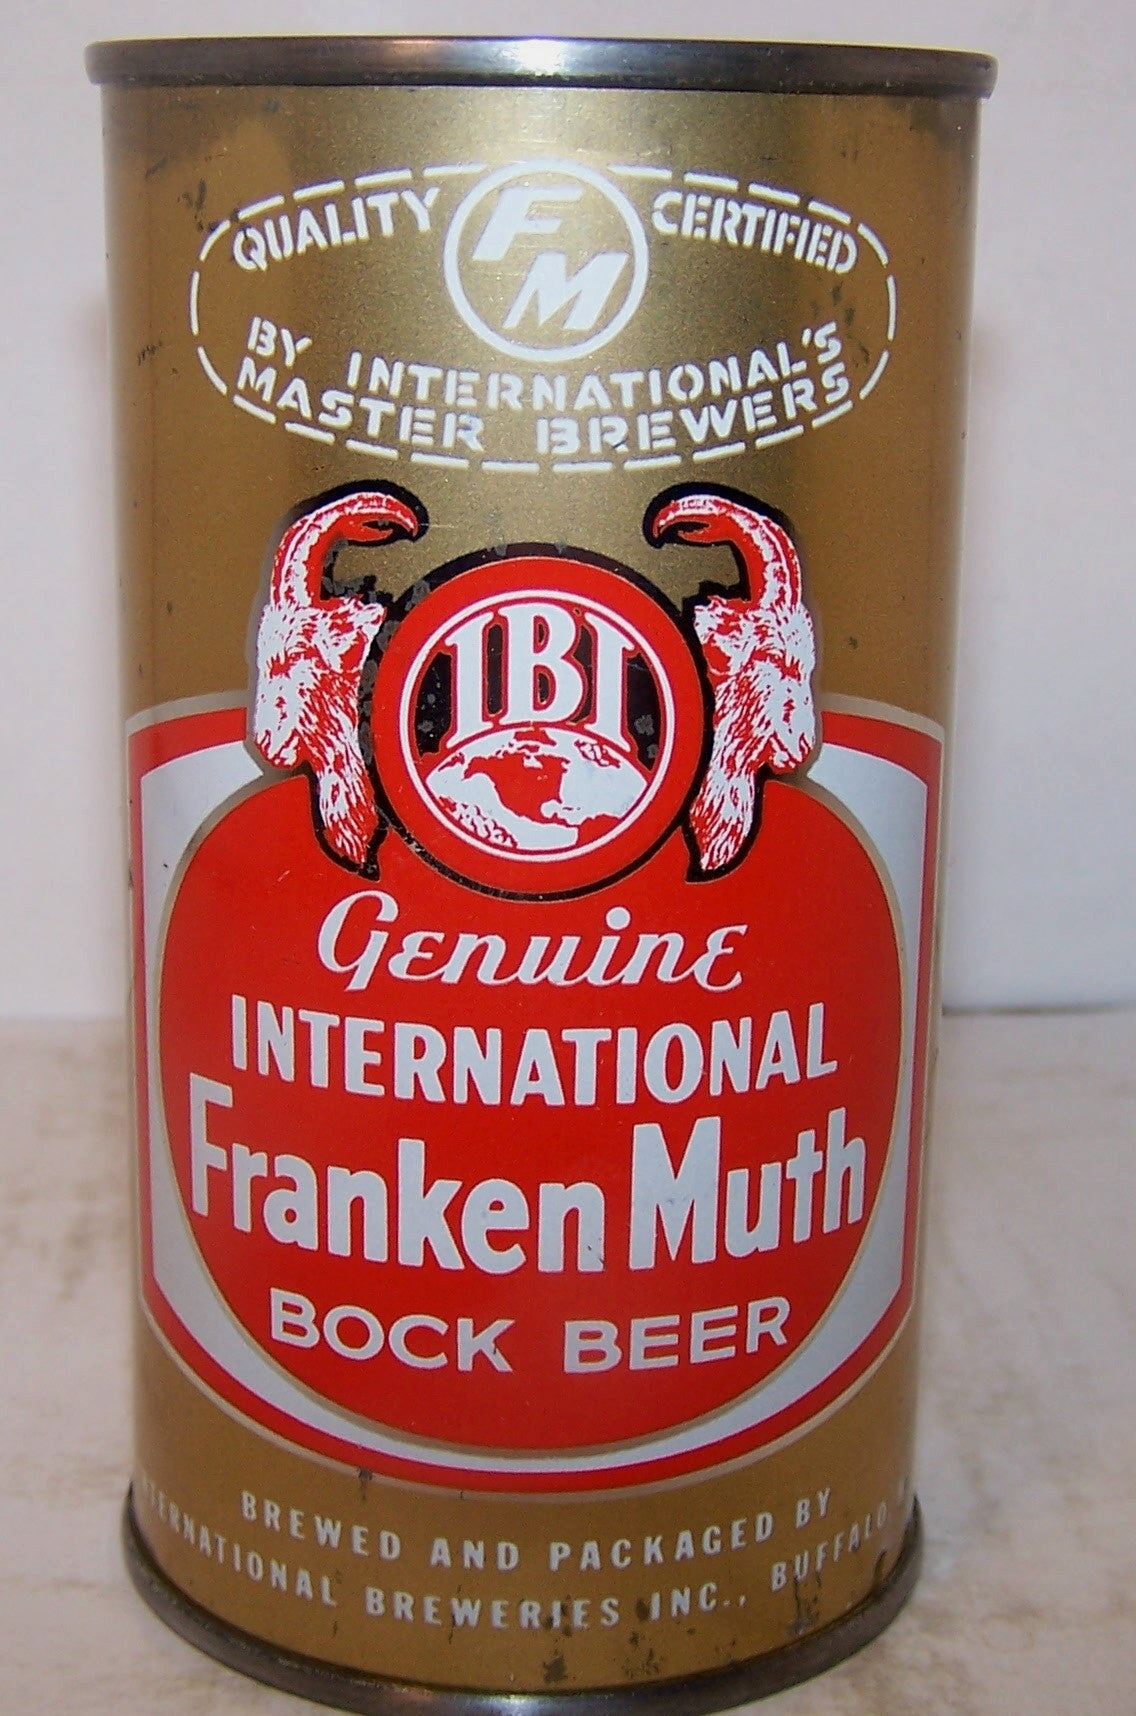 QUALITY FM CERTIFIED
BY INTERNATIONAL'S
MASTER BREWERS
IBI
Genuine
INTERNATIONAL
Franken Muth
BOCK BEER
BREWED AND PACKAGED BY
INTERNATIONAL BREWERIES INC., BUFFALO